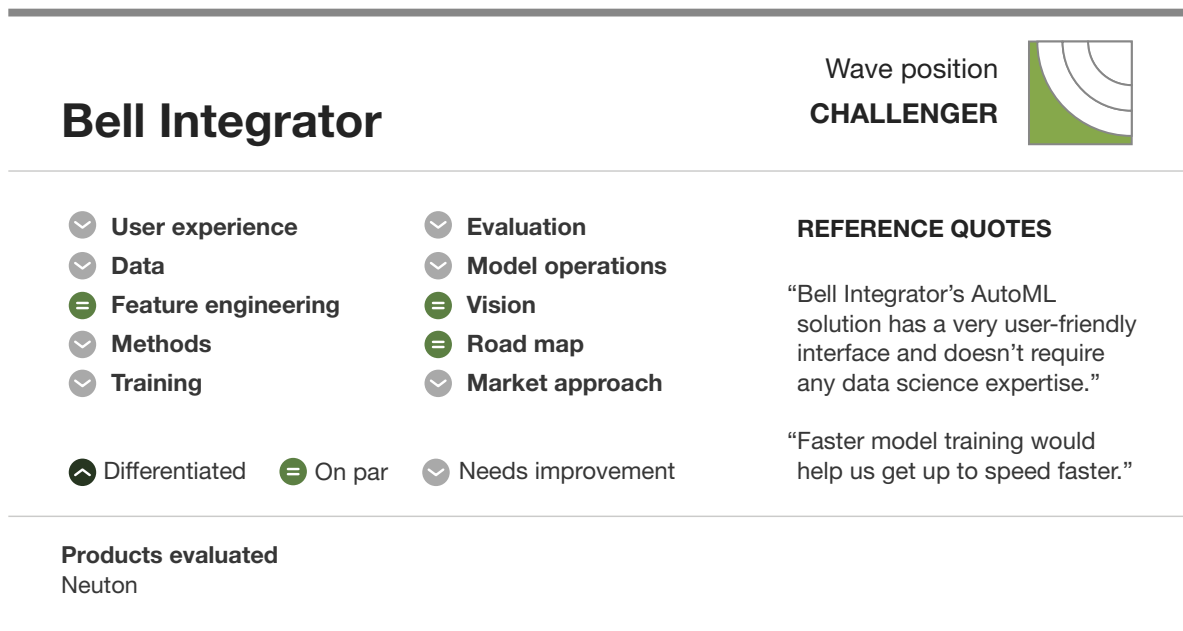 Bell Integrator
Wave position
CHALLENGER
User experience
Data
Feature engineering
Methods
Training
Evaluation
Model operations
Vision
Road map
Market approach
Differentiated
On par
Needs improvement
REFERENCE QUOTES
“Bell Integrator’s AutoML
solution has a very user-friendly
interface and doesn’t require
any data science expertise.”
“Faster model training would
help us get up to speed faster.”
Products evaluated
Neuton